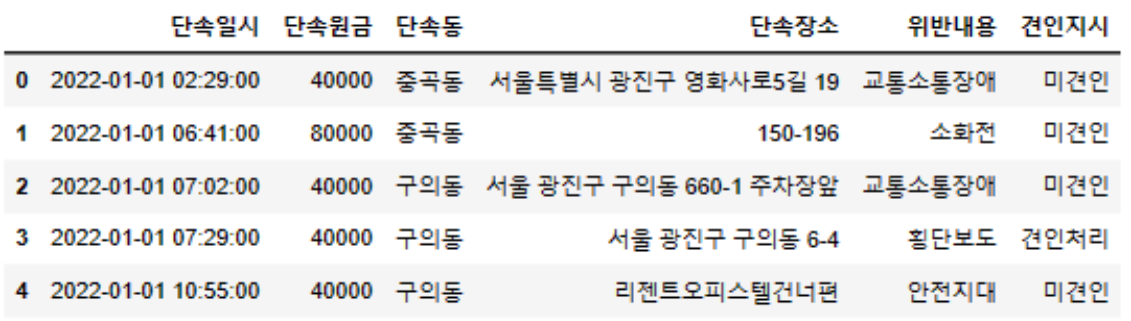 단속일시 단속원금 단속동 단속장소 위반내용 견인지시
0 2022-01-01 02:29:00 40000 중곡동 서울특별시 광진구 영화사로5길 19 교통소통장애 미견인
1 2022-01-01 06:41:00 80000 중곡동 150-196 소화전 미견인
2 2022-01-01 07:02:00 40000 구의동 서울 광진구 구의동 660-1 주차장앞 교통소통장애 미견인
3 2022-01-01 07:29:00 40000 구의동 서울 광진구 구의동 6-4 횡단보도 견인처리
4 2022-01-01 10:55:00 40000 구의동 리젠트오피스텔건너편 안전지대 미견인